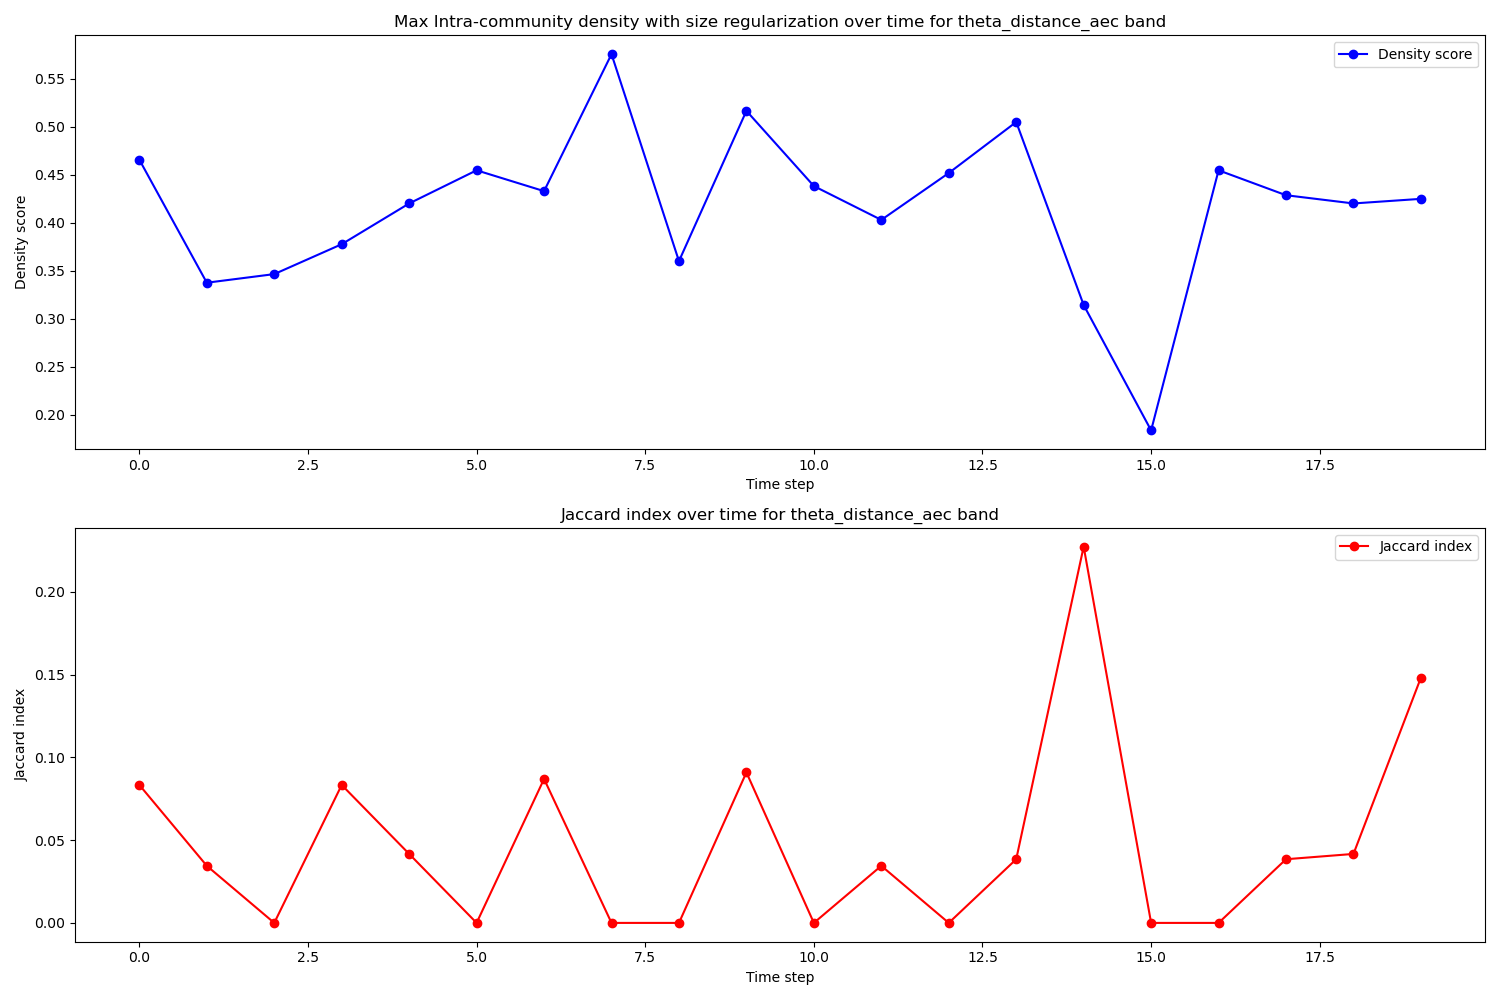 Max Intra-community density with size regularization over time for theta_distance_aec band
Density score
0.55
0.50
0.45
0.40
0.35
0.30
0.25
0.20
Density score
0.0 2.5 5.0 7.5 10.0 12.5 15.0 17.5
Time step
Jaccard index over time for theta_distance_aec band
Jaccard index
0.20
0.15
0.10
0.05
0.00
Jaccard index
0.0 2.5 5.0 7.5 10.0 12.5 15.0 17.5
Time step